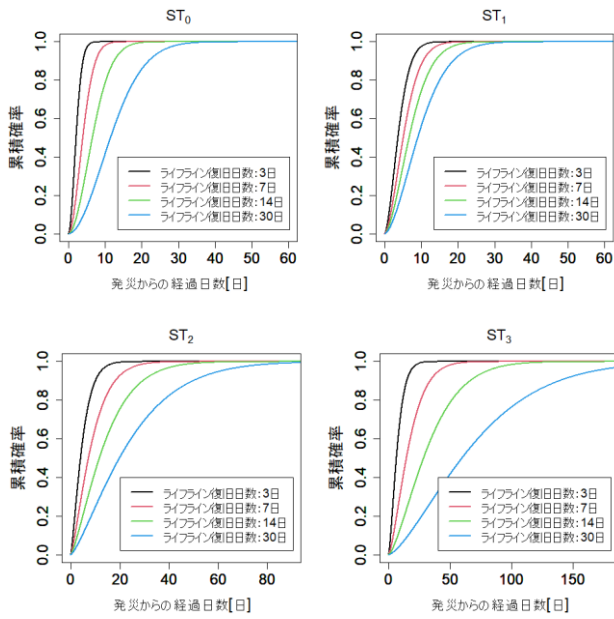 ST0
累積確率
0.0 0.2 0.4 0.6 0.8 1.0
ライフライン復旧日数:3日
ライフライン復旧日数:7日
ライフライン復旧日数:14日
ライフライン復旧日数:30日
0 10 20 30 40 50 60
発災からの経過日数[日]
ST1
累積確率
0.0 0.2 0.4 0.6 0.8 1.0
ライフライン復旧日数:3日
ライフライン復旧日数:7日
ライフライン復旧日数:14日
ライフライン復旧日数:30日
0 10 20 30 40 50 60
発災からの経過日数[日]
ST2
累積確率
0.0 0.2 0.4 0.6 0.8 1.0
ライフライン復旧日数:3日
ライフライン復旧日数:7日
ライフライン復旧日数:14日
ライフライン復旧日数:30日
0 20 40 60 80
発災からの経過日数[日]
ST3
累積確率
0.0 0.2 0.4 0.6 0.8 1.0
ライフライン復旧日数:3日
ライフライン復旧日数:7日
ライフライン復旧日数:14日
ライフライン復旧日数:30日
0 50 100 150
発災からの経過日数[日]